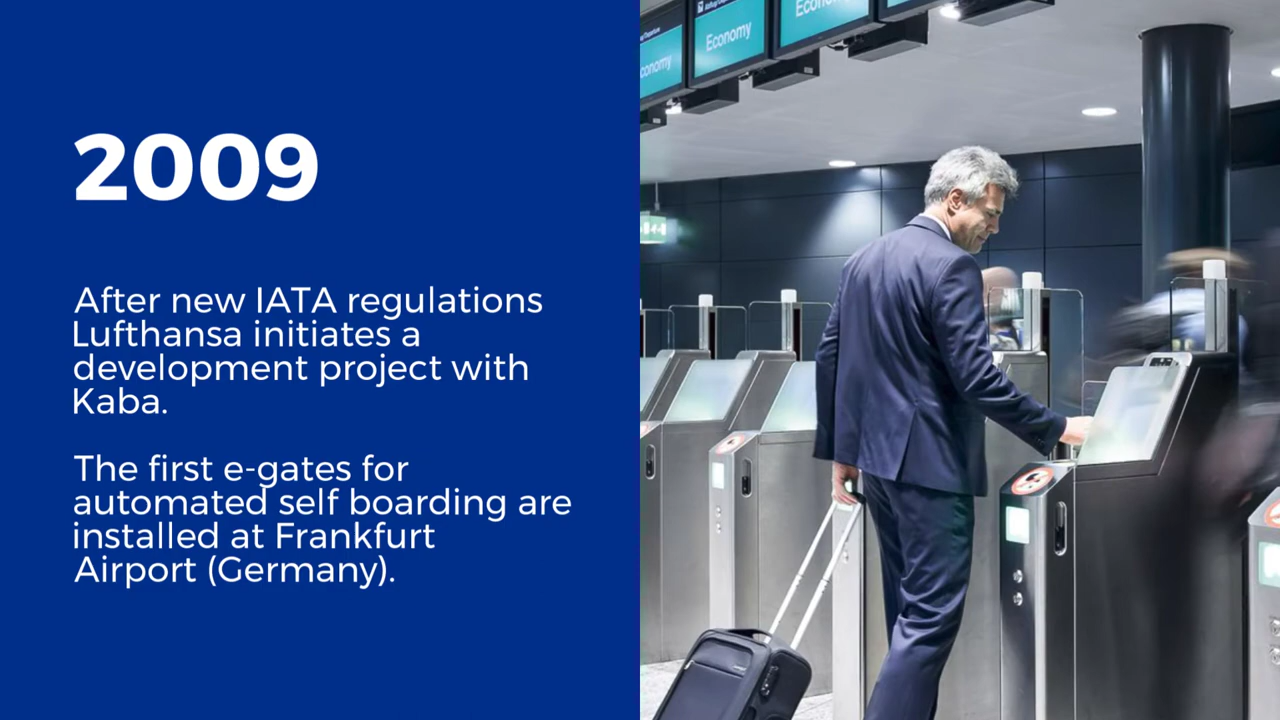 2009
After new IATA regulations
Lufthansa initiates a
development project with
Kaba.
The first e-gates for
automated self boarding are
installed at Frankfurt
Airport (Germany).
Economy
Economy